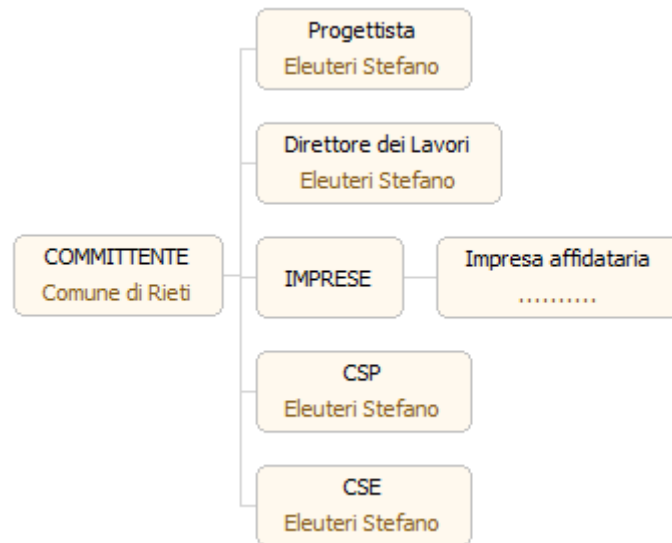 Progettista
Eleuteri Stefano
Direttore dei Lavori
Eleuteri Stefano
COMMITTENTE
Comune di Rieti
IMPRESE
Impresa affidataria
..........
CSP
Eleuteri Stefano
CSE
Eleuteri Stefano